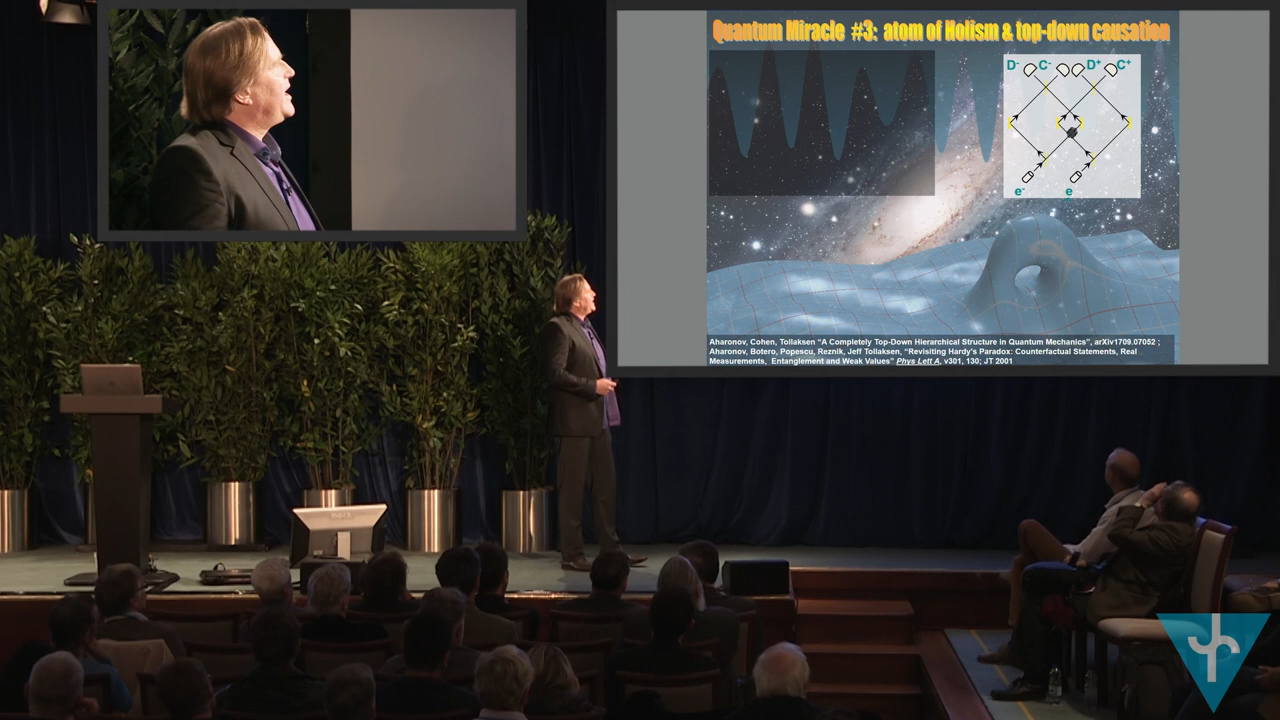 Quantum Miracle #3: atom of Holism & top-down causation
D- C- D+ C+
e- e
Aharonov, Cohen, Tollaksen "A Completely Top-Down Hierarchical Structure in Quantum Mechanics", arXiv1709.07052 ;
Aharonov, Botero, Popescu, Reznik, Jeff Tollaksen, "Revisiting Hardy's Paradox: Counterfactual Statements, Real
Measurements, Entanglement and Weak Values" Phys Lett A, v301, 130; JT 2001